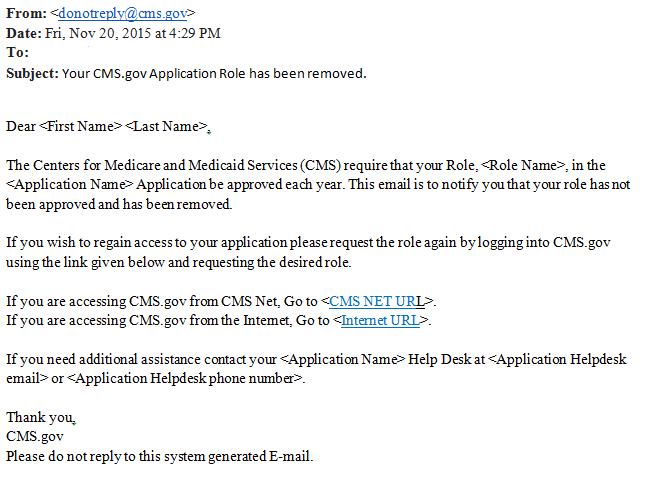 From: <donotreply@cms.gov>
Date: Fri, Nov 20, 2015 at 4:29 PM
To:
Subject: Your CMS.gov Application Role has been removed.
Dear <First Name> <Last Name>,
The Centers for Medicare and Medicaid Services (CMS) require that your Role, <Role Name>, in the
<Application Name> Application be approved each year. This email is to notify you that your role has not
been approved and has been removed.
If you wish to regain access to your application please request the role again by logging into CMS.gov
using the link given below and requesting the desired role.
If you are accessing CMS.gov from CMS Net, Go to <CMS NET URL>.
If you are accessing CMS.gov from the Internet, Go to <Internet URL>.
If you need additional assistance contact your <Application Name> Help Desk at <Application Helpdesk
email> or <Application Helpdesk phone number>.
Thank you,
CMS.gov
Please do not reply to this system generated E-mail.